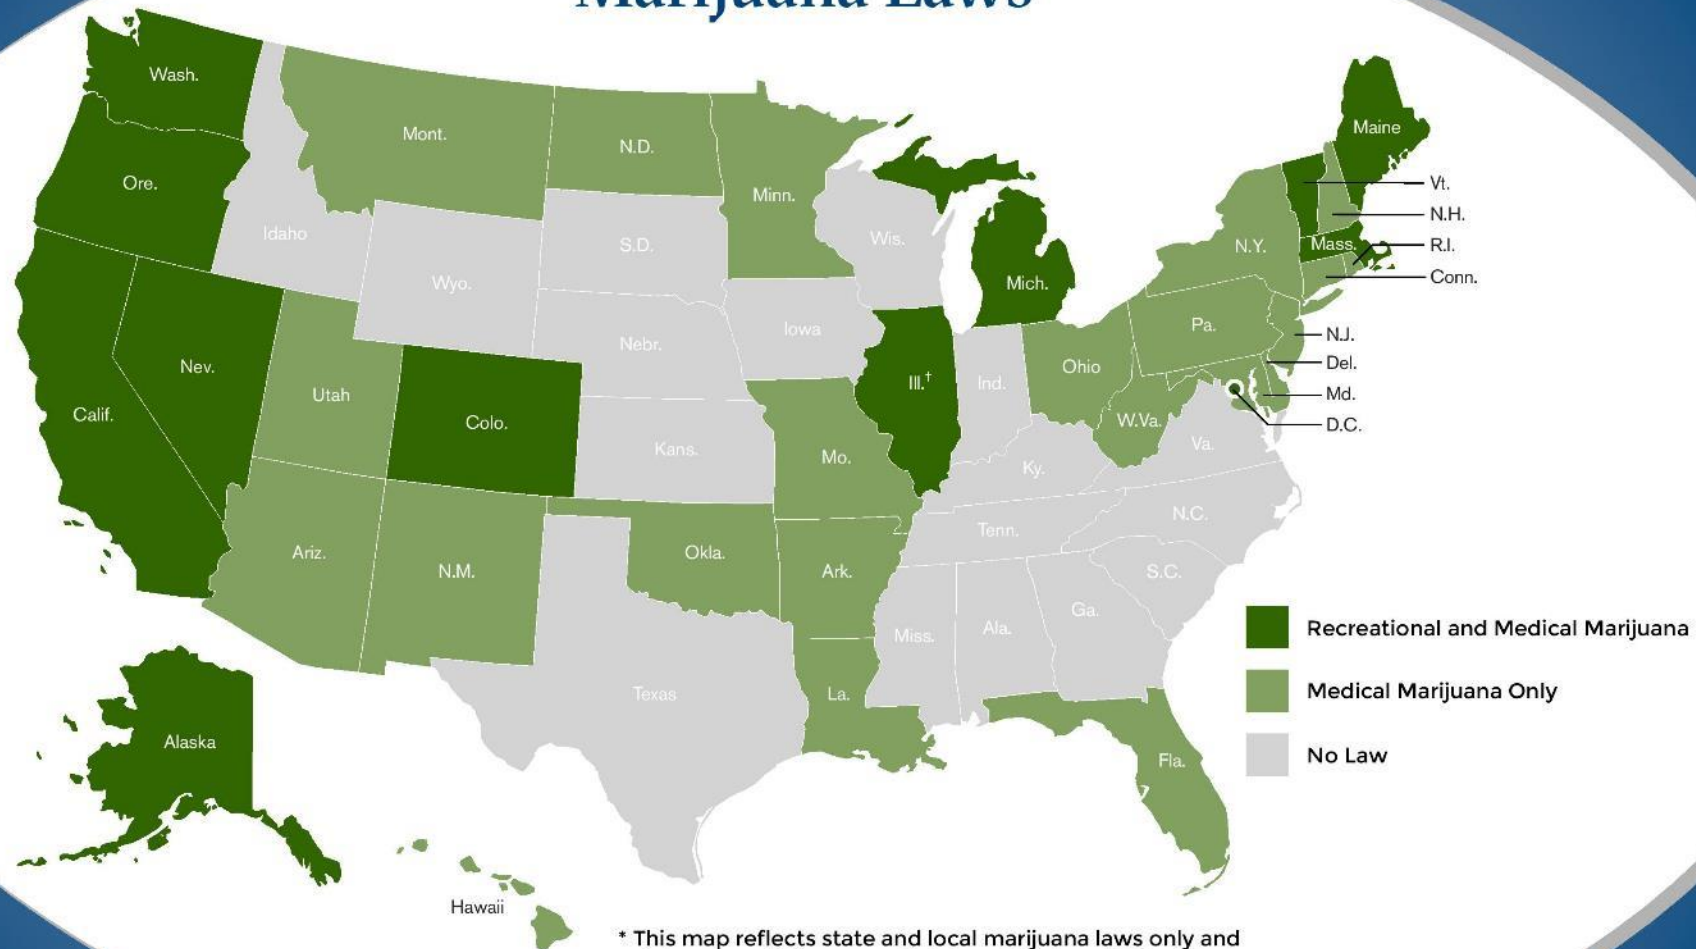 Marijuana Laws
Wash.
Mont.
N.D.
Minn.
Maine
Ore.
Idaho
Wyo.
S.D.
Wis.
Mich.
Vt.
N.H.
N.Y.
Mass.
R.I.
Conn.
Nev.
Utah
Colo.
Nebr.
Iowa
Ill.†
Ind.
Ohio
Pa.
N.J.
Del.
Md.
D.C.
Calif.
Kans.
Mo.
Ky.
W.Va.
Va.
Ariz.
N.M.
Okla.
Ark.
Tenn.
N.C.
S.C.
Texas
La.
Miss.
Ala.
Ga.
Fla.
Alaska
Hawaii
Recreational and Medical Marijuana
Medical Marijuana Only
No Law
* This map reflects state and local marijuana laws only and